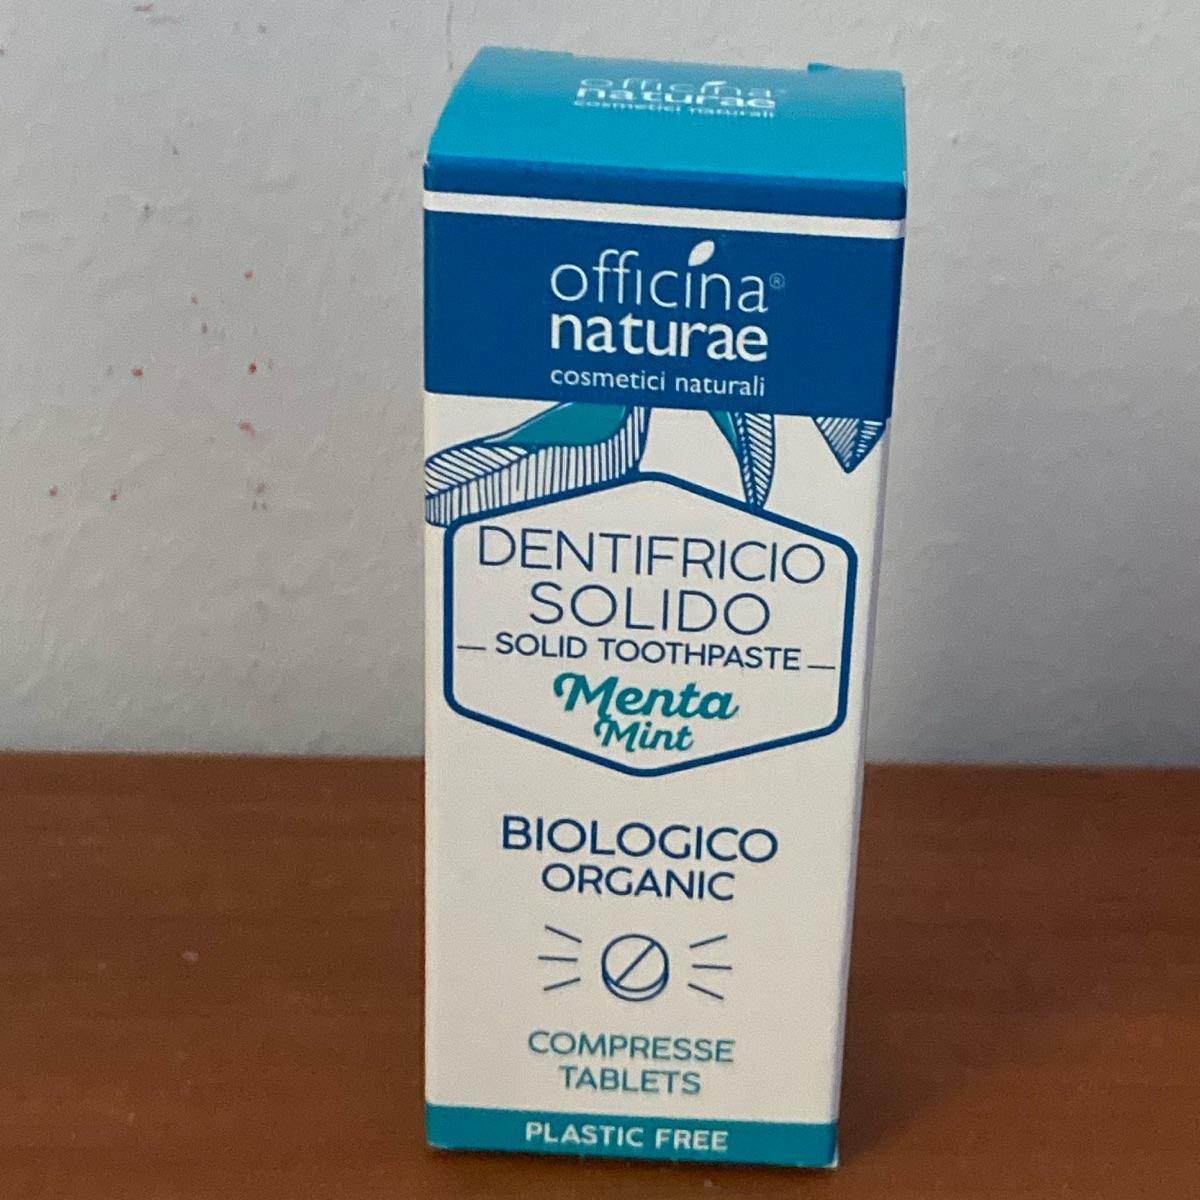 officina
naturae
cosmetici naturali
officina®
naturae
cosmetici naturali
DENTIFRICIO
SOLIDO
SOLID TOOTHPASTE
Menta
Mint
BIOLOGICO
ORGANIC
COMPRESSE
TABLETS
PLASTIC FREE